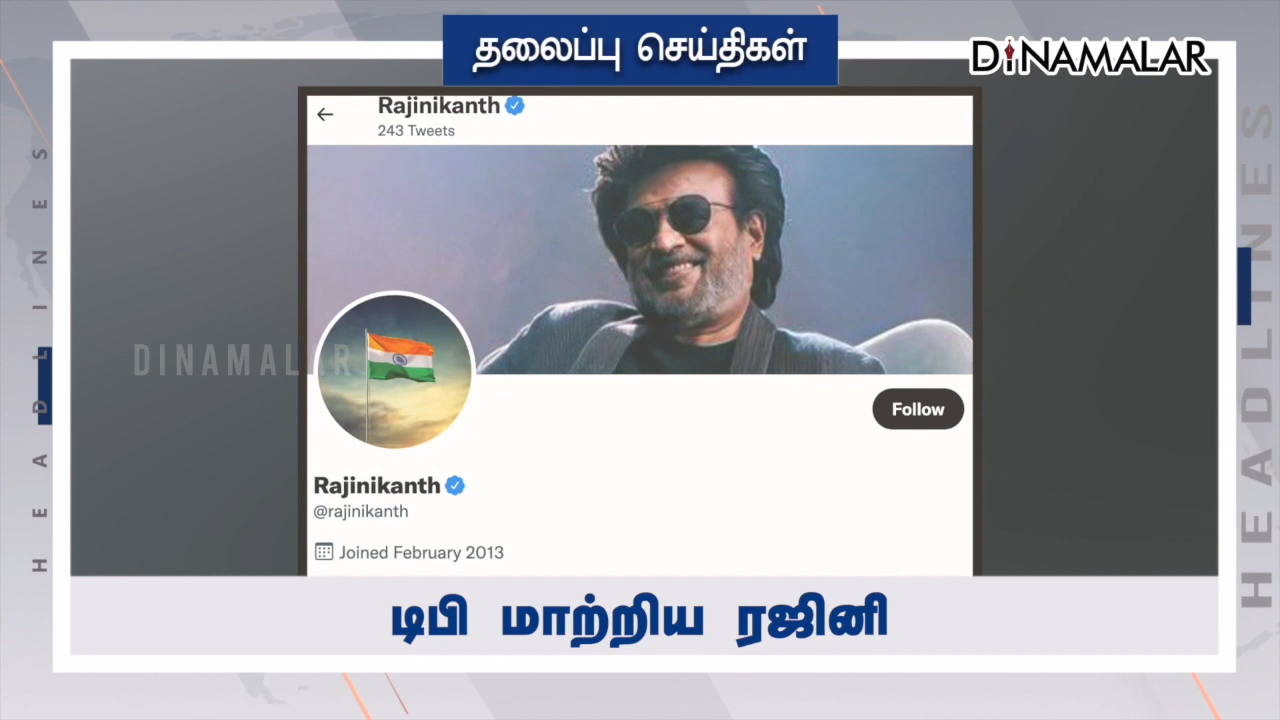 தலைப்பு செய்திகள்
DINAMALAR
Rajinikanth
243 Tweets
DINAMALAR
Follow
Rajinikanth
@rajinikanth
Joined February 2013
டிபி மாற்றிய ரஜினி
HEADLINES
HEADLINES